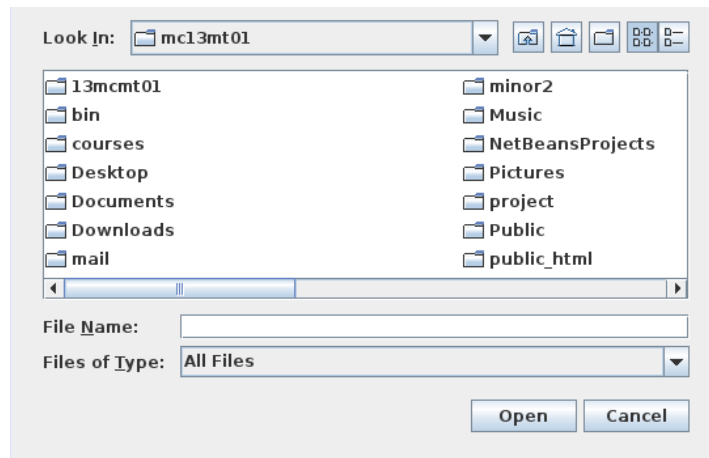 Look In: mc13mt01
13mcmt01
bin
courses
Desktop
Documents
Downloads
mail
minor2
Music
NetBeansProjects
Pictures
project
Public
public_html
File Name:
Files of Type: All Files
Open Cancel